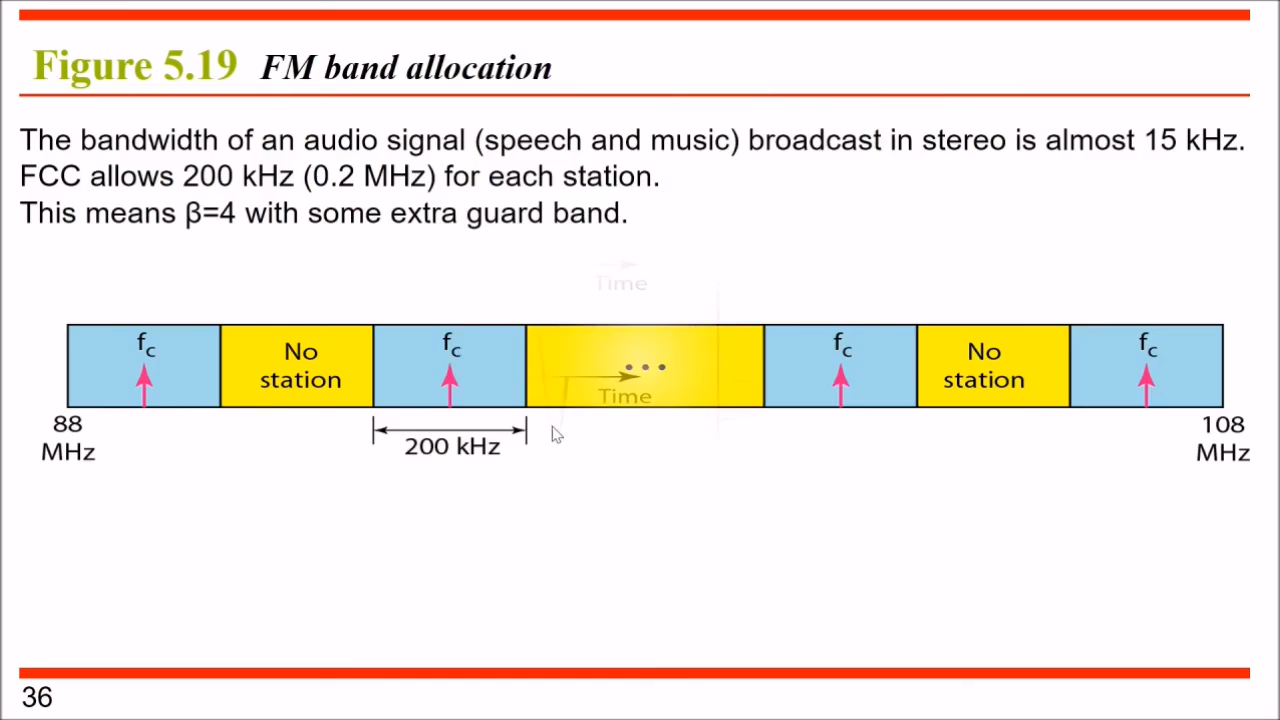 Figure 5.19 FM band allocation
The bandwidth of an audio signal (speech and music) broadcast in stereo is almost 15 kHz.
FCC allows 200 kHz (0.2 MHz) for each station.
This means β=4 with some extra guard band.
Time
fc
No
station
fc
...
Time
fc
No
station
fc
88
MHz
200 kHz
108
MHz
36